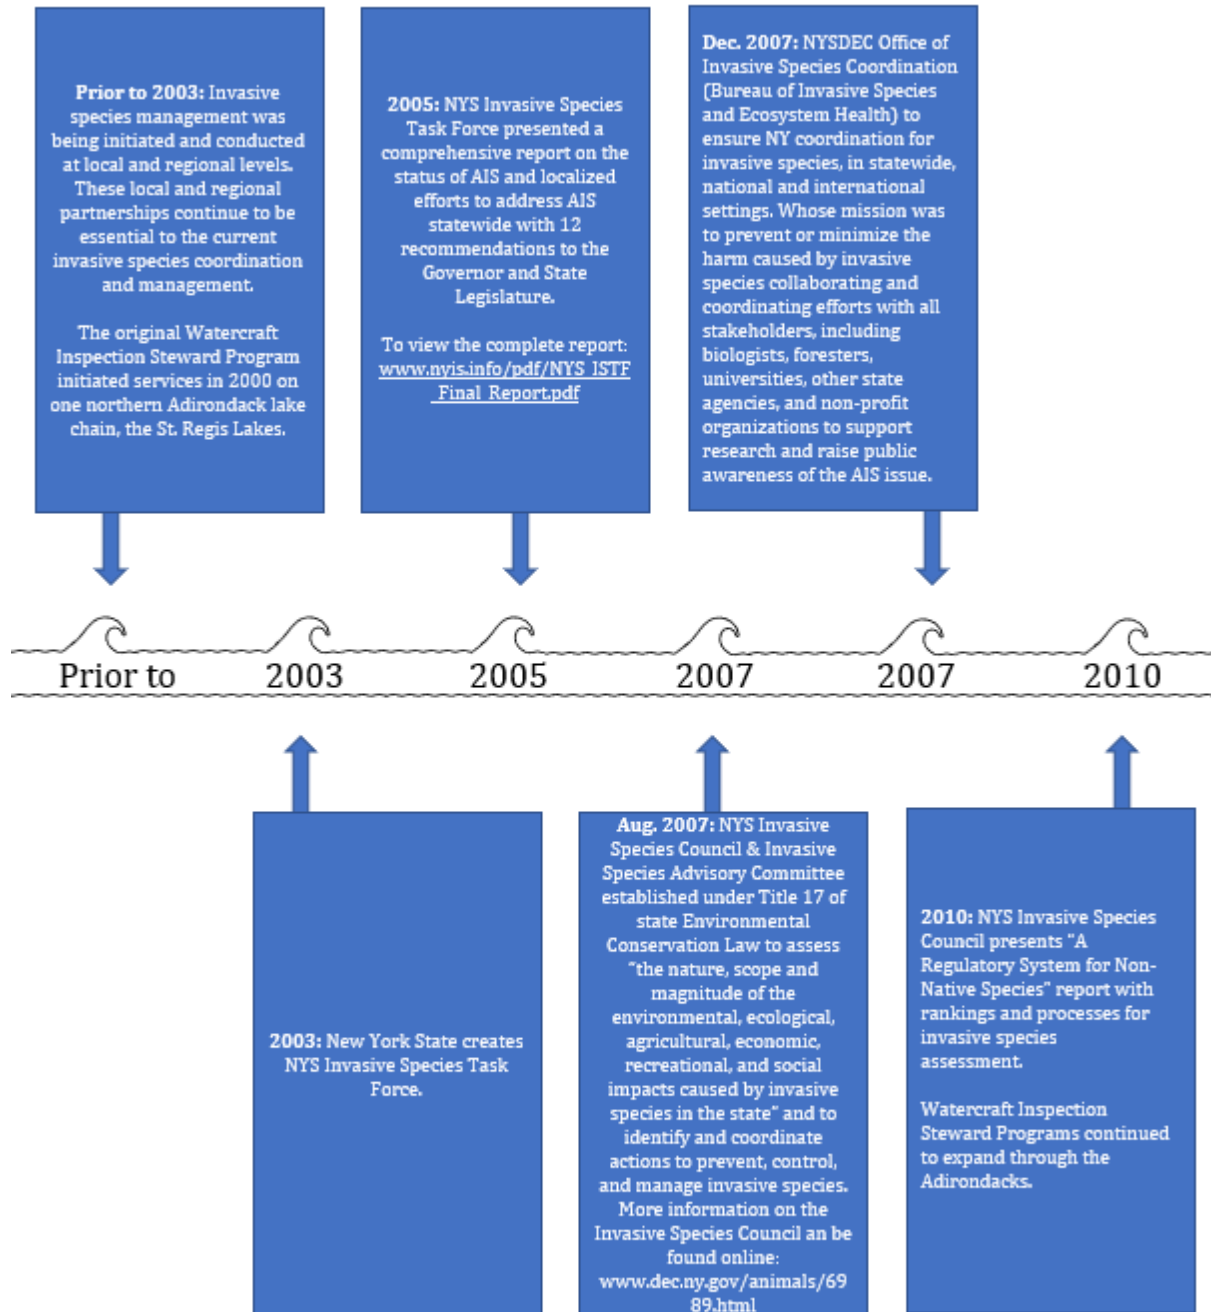 Prior to 2003: Invasive
species management was
being initiated and conducted
at local and regional levels.
These local and regional
partnerships continue to be
essential to the current
invasive species coordination
and management.
The original Watercraft
Inspection Steward Program
initiated services in 2000 on
one northern Adirondack lake
chain, the St. Regis Lakes.
2005: NYS Invasive Species
Task Force presented a
comprehensive report on the
status of AIS and localized
efforts to address AIS
statewide with 12
recommendations to the
Governor and State
Legislature.
To view the complete report:
www.nyis.info/pdf/NYS_ISTF
_Final_Report.pdf
Dec. 2007: NYSDEC Office of
Invasive Species Coordination
(Bureau of Invasive Species
and Ecosystem Health) to
ensure NY coordination for
invasive species, in statewide,
national and international
settings. Whose mission was
to prevent or minimize the
harm caused by invasive
species collaborating and
coordinating efforts with all
stakeholders, including
biologists, foresters,
universities, other state
agencies, and non-profit
organizations to support
research and raise public
awareness of the AIS issue.
Prior to 2003 2005 2007 2007 2010
2003: New York State creates
NYS Invasive Species Task
Force.
Aug. 2007: NYS Invasive
Species Council & Invasive
Species Advisory Committee
established under Title 17 of
state Environmental
Conservation Law to assess
"the nature, scope and
magnitude of the
environmental, ecological,
agricultural, economic,
recreational, and social
impacts caused by invasive
species in the state" and to
identify and coordinate
actions to prevent, control,
and manage invasive species.
More information on the
Invasive Species Council an be
found online:
www.dec.ny.gov/animals/69
89.html
2010: NYS Invasive Species
Council presents "A
Regulatory System for Non-
Native Species" report with
rankings and processes for
invasive species
assessment.
Watercraft Inspection
Steward Programs continued
to expand through the
Adirondacks.